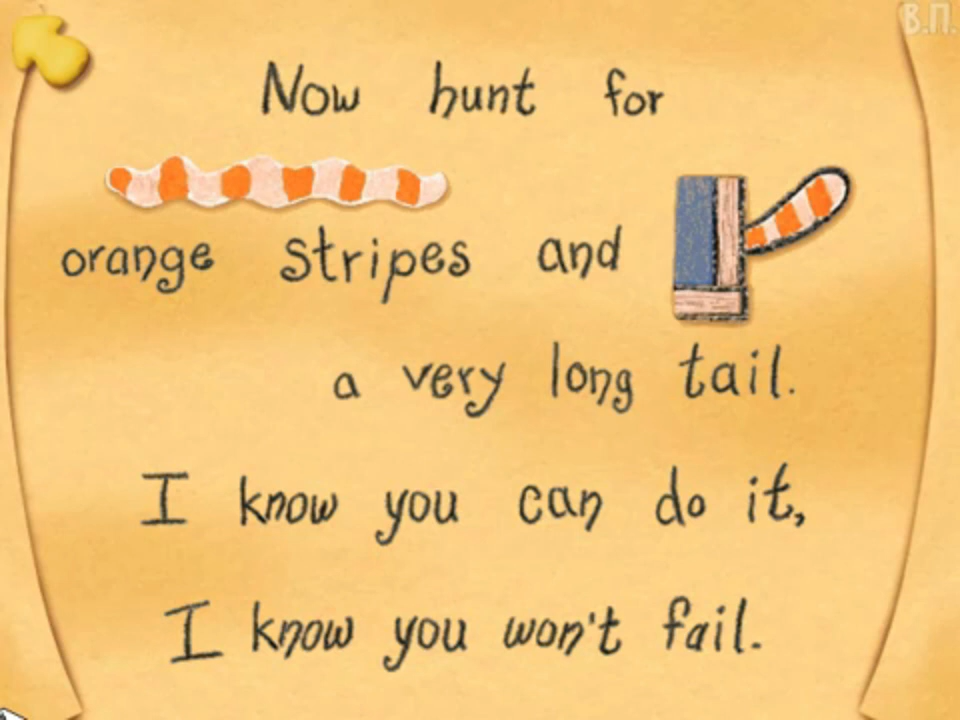 В.П.
Now hunt for
orange stripes and
a very long tail.
I know you can do it,
I know you won't fail.